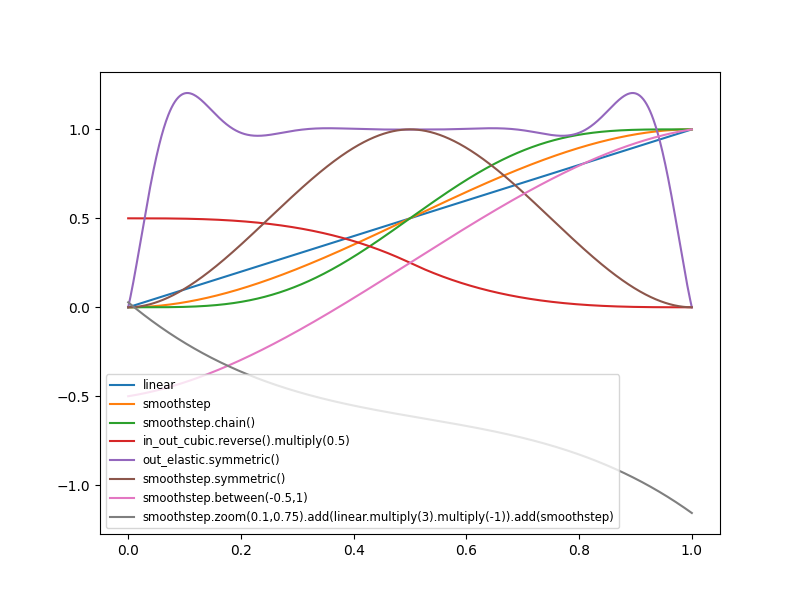 1.0
0.5
0.0
−0.5
−1.0
linear
smoothstep
smoothstep.chain()
in_out_cubic.reverse().multiply(0.5)
out_elastic.symmetric()
smoothstep.symmetric()
smoothstep.between(-0.5,1)
smoothstep.zoom(0.1,0.75).add(linear.multiply(3).multiply(-1)).add(smoothstep)
0.0 0.2 0.4 0.6 0.8 1.0